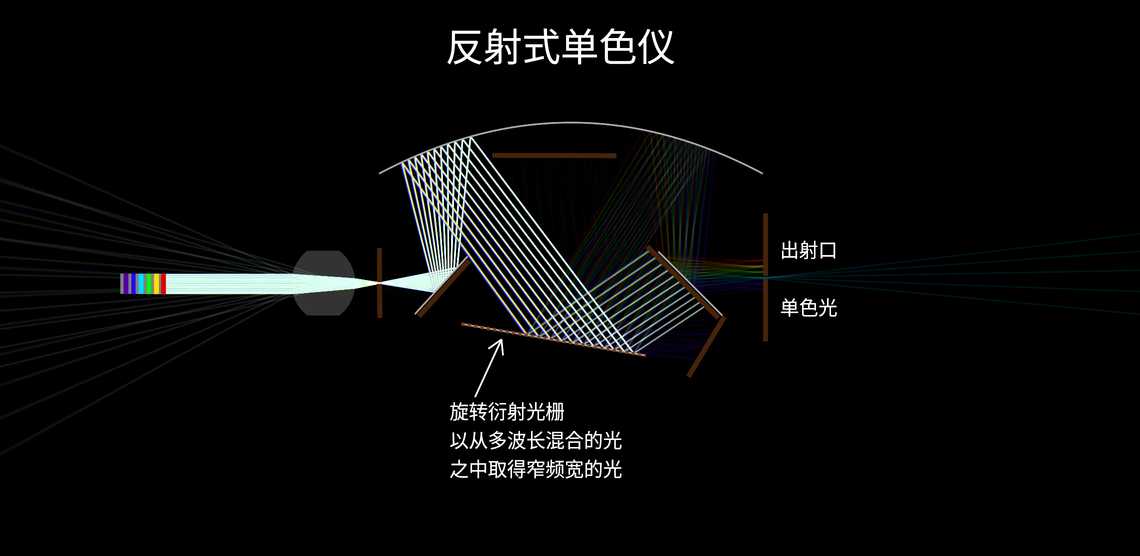 反射式单色仪
出射口
单色光
旋转衍射光栅
以从多波长混合的光
之中取得窄频宽的光